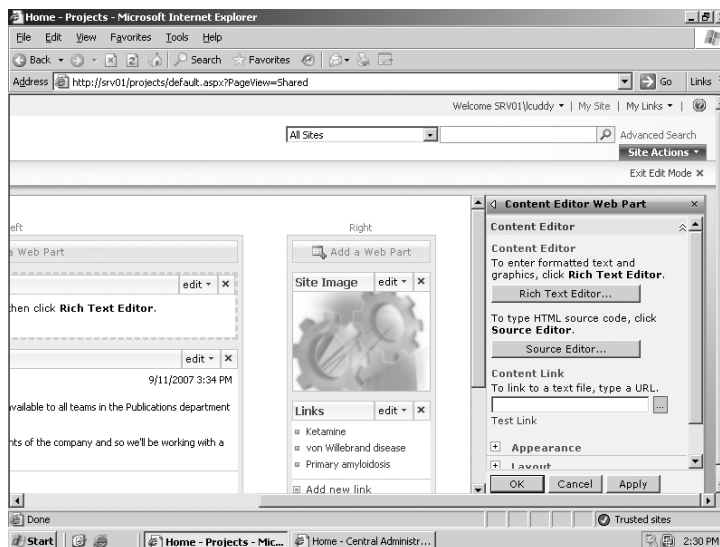 Home - Projects - Microsoft Internet Explorer
File Edit View Favorites Tools Help
Back Search Favorites
Address http://srv01/projects/default.aspx?PageView=Shared Go Links
Welcome SRV01\lcuddy | My Site | My Links |
All Sites Advanced Search
Site Actions
Exit Edit Mode
eft
Web Part
edit
then click Rich Text Editor.
edit
9/11/2007 3:34 PM
available to all teams in the Publications department
nts of the company and so we'll be working with a
Right
Add a Web Part
Site Image edit
Links edit
Ketamine
von Willebrand disease
Primary amyloidosis
Add new link
Content Editor Web Part
Content Editor
Content Editor
To enter formatted text and
graphics, click Rich Text Editor.
Rich Text Editor...
To type HTML source code, click
Source Editor.
Source Editor...
Content Link
To link to a text file, type a URL.
...
Test Link
Appearance
Layout
OK Cancel Apply
Done Trusted sites
Start Home - Projects - Mic... Home - Central Administr... 2:30 PM